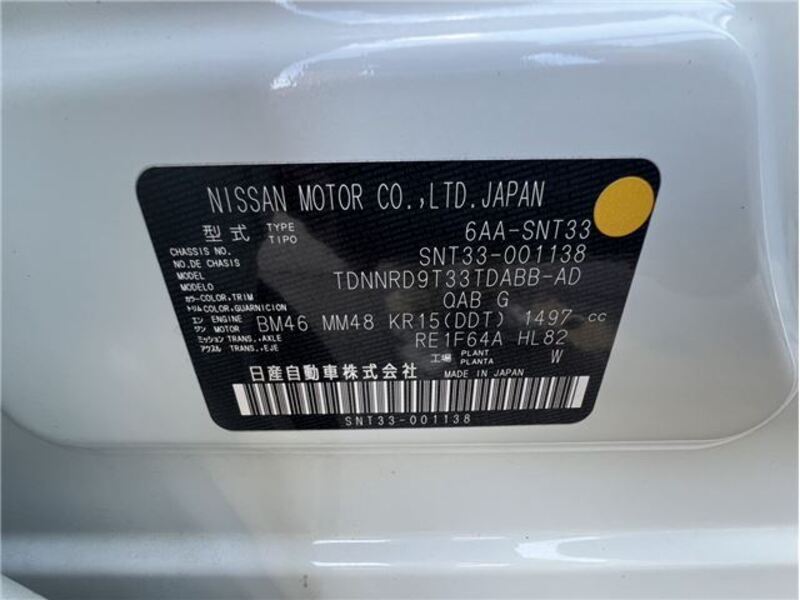 NISSAN MOTOR CO.,LTD.JAPAN
型式 TYPE TIPO 6AA-SNT33
CHASSIS NO. NO.DE CHASIS SNT33-001138
MODEL MODELO TDNNRD9T33TDABB-AD
カラー COLOR,TRIM トリム COLOR,GUARNICION QAB G
エンジン ENGINE MOTOR BM46 MM48 KR15(DDT) 1497 cc
ミッション TRANS.,AXLE アクスル TRANS.,EJE RE1F64A HL82
工場 PLANT PLANTA W
日産自動車株式会社 MADE IN JAPAN
SNT33-001138